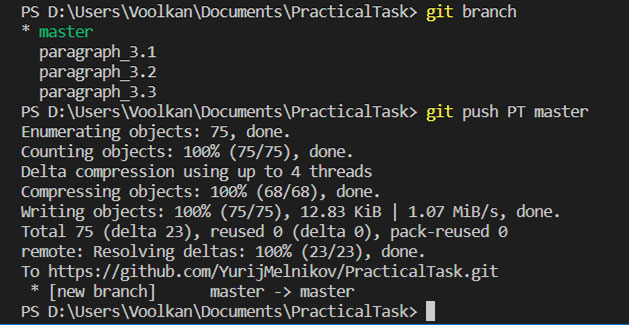 PS D:\Users\Voolkan\Documents\PracticalTask> git branch
* master
  paragraph_3.1
  paragraph_3.2
  paragraph_3.3
PS D:\Users\Voolkan\Documents\PracticalTask> git push PT master
Enumerating objects: 75, done.
Counting objects: 100% (75/75), done.
Delta compression using up to 4 threads
Compressing objects: 100% (68/68), done.
Writing objects: 100% (75/75), 12.83 KiB | 1.07 MiB/s, done.
Total 75 (delta 23), reused 0 (delta 0), pack-reused 0
remote: Resolving deltas: 100% (23/23), done.
To https://github.com/YurijMelnikov/PracticalTask.git
 * [new branch]      master -> master
PS D:\Users\Voolkan\Documents\PracticalTask>